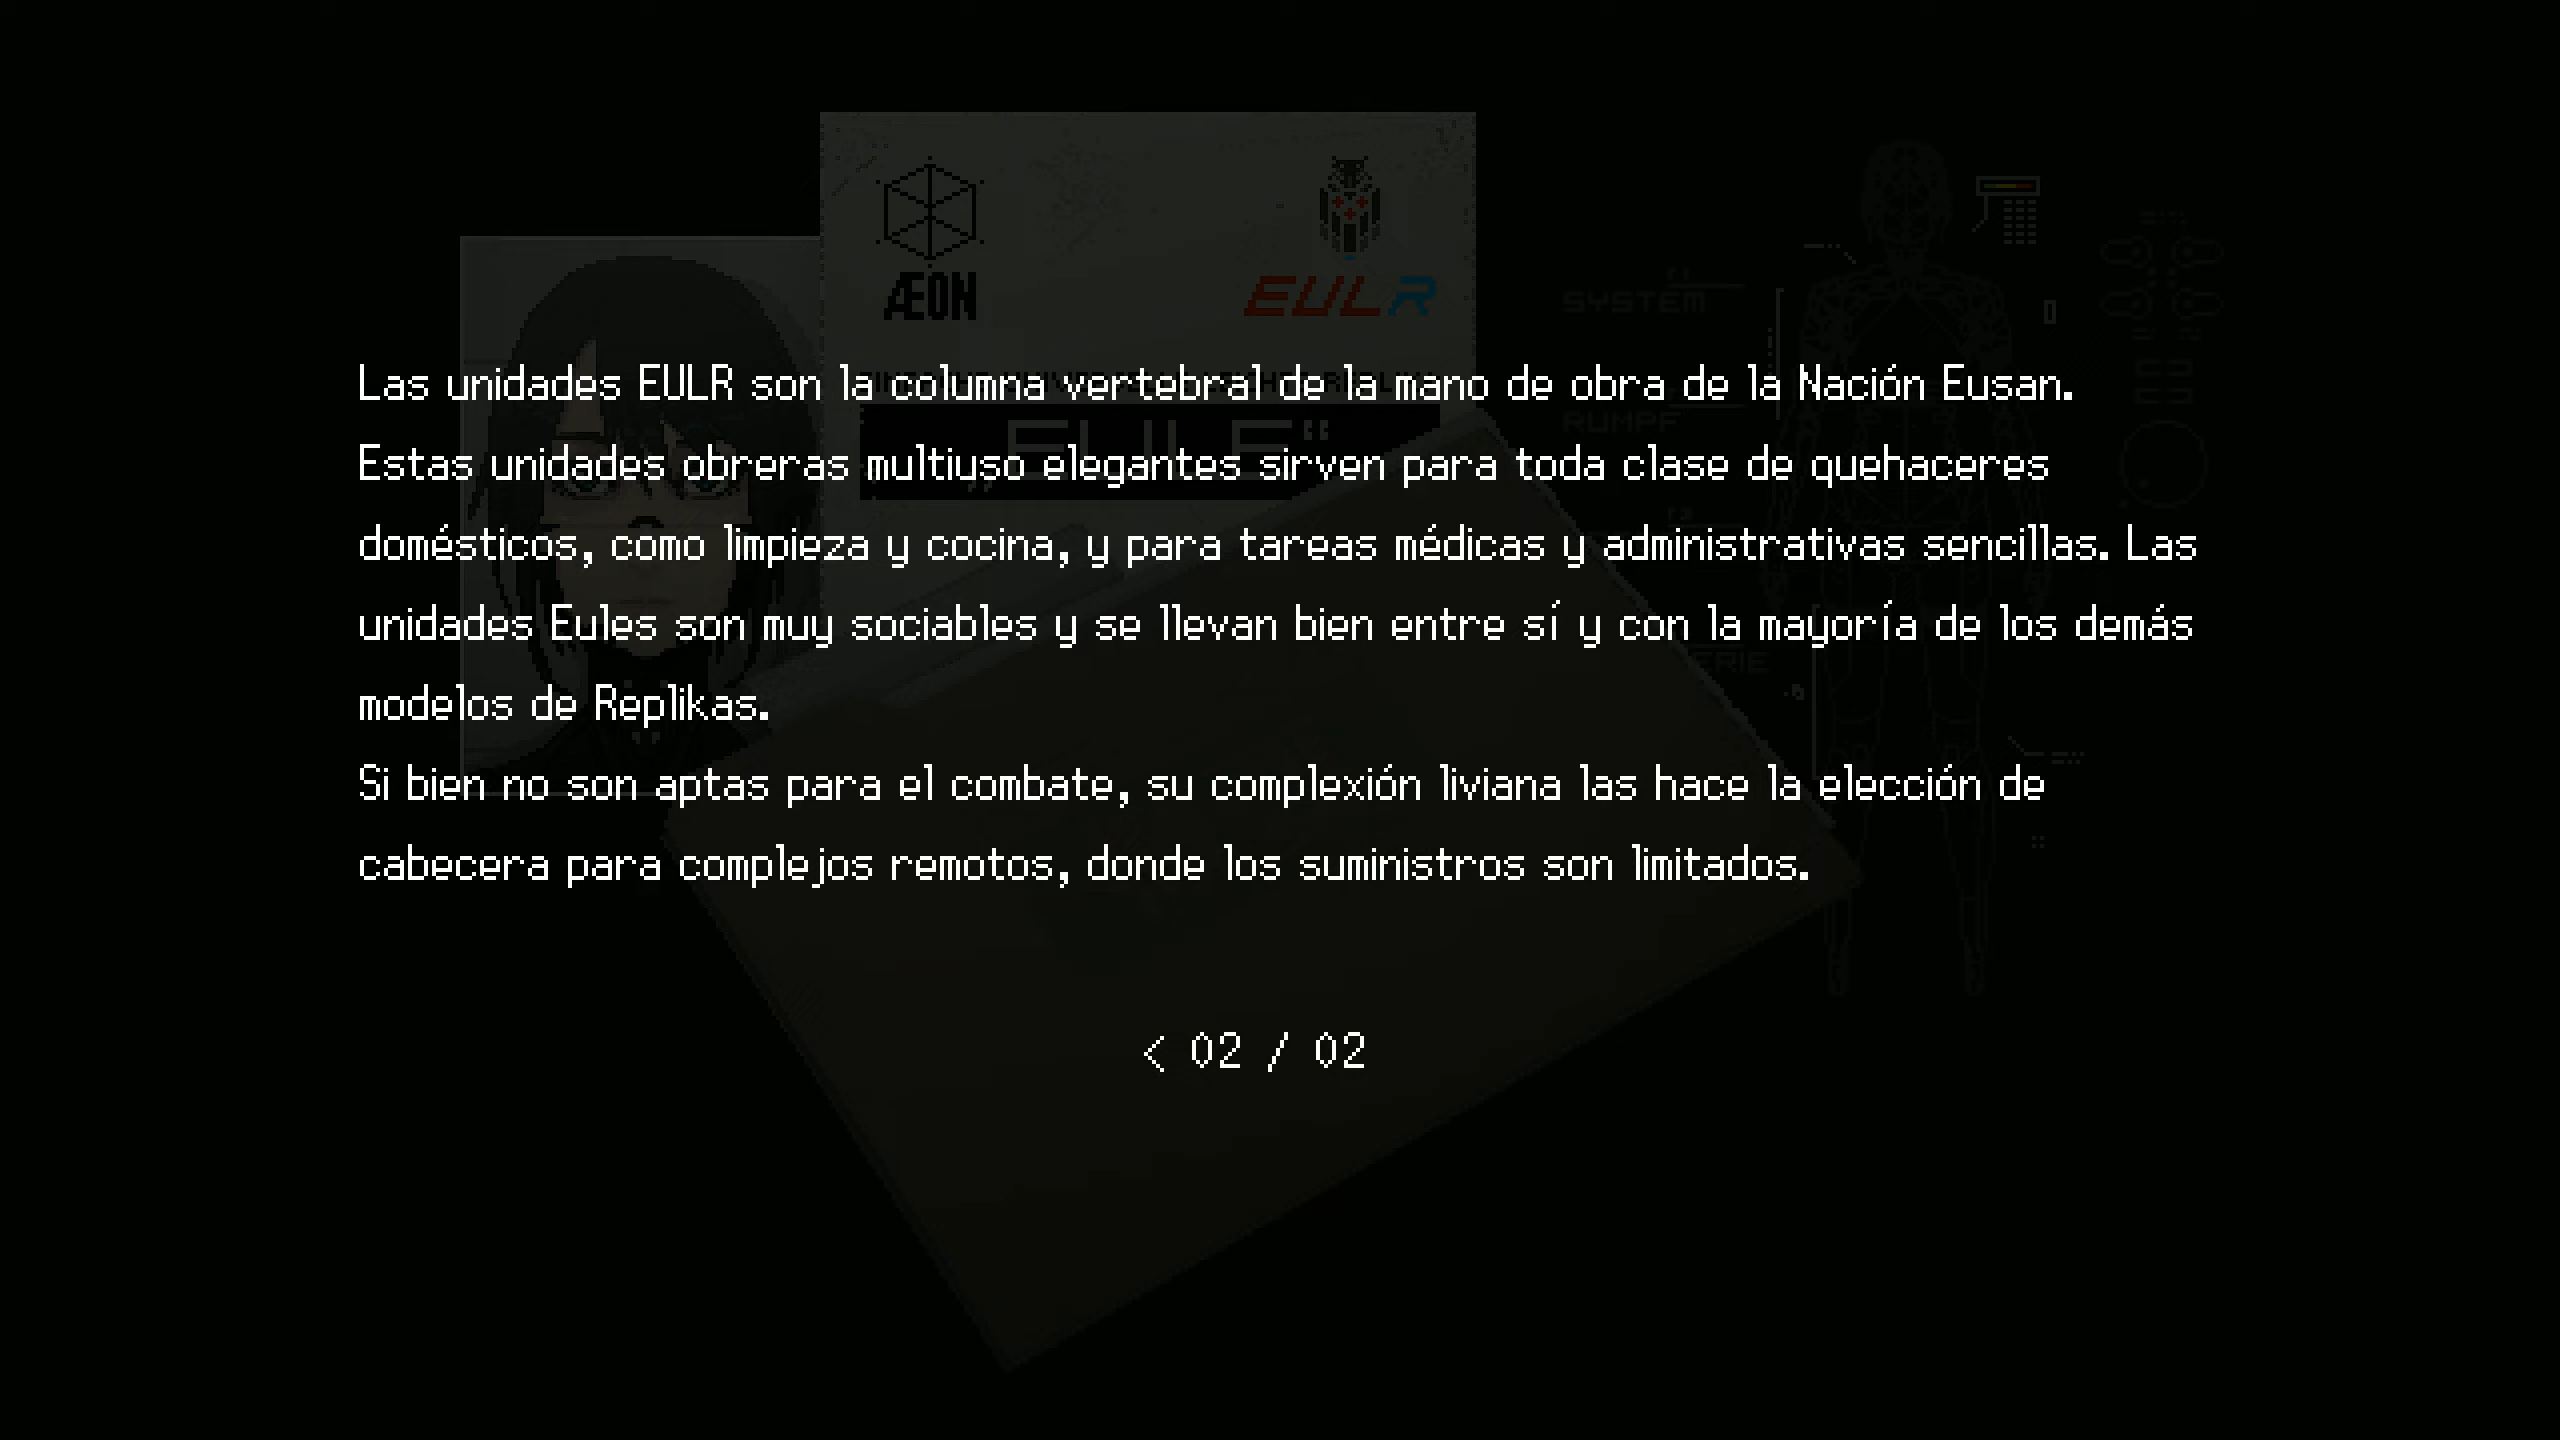 ÆON
EULR
SYSTEM
RUMPF
„EULE“
Las unidades EULR son la columna vertebral de la mano de obra de la Nación Eusan.
Estas unidades obreras multiuso elegantes sirven para toda clase de quehaceres
domésticos, como limpieza y cocina, y para tareas médicas y administrativas sencillas. Las
unidades Eules son muy sociables y se llevan bien entre sí y con la mayoría de los demás
modelos de Replikas.
Si bien no son aptas para el combate, su complexión liviana las hace la elección de
cabecera para complejos remotos, donde los suministros son limitados.
< 02 / 02